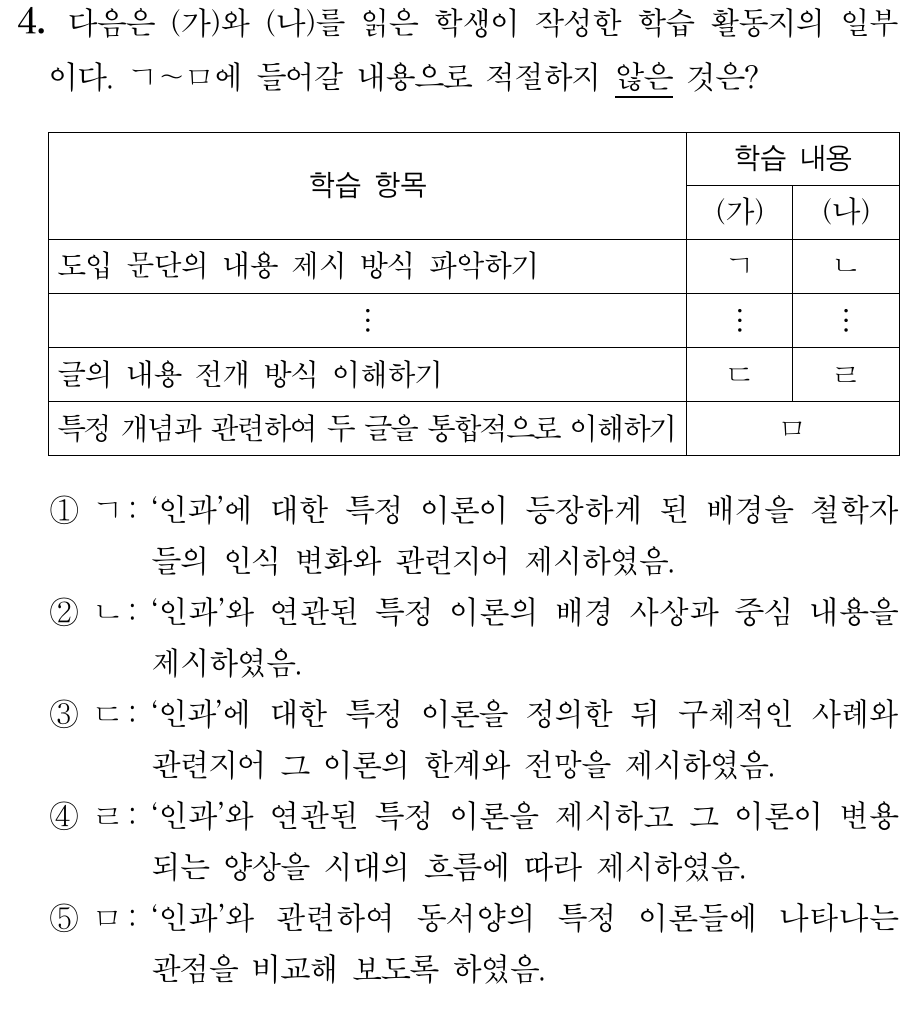 4. 다음은 (가)와 (나)를 읽은 학생이 작성한 학습 활동지의 일부
이다. ㄱ~ㅁ에 들어갈 내용으로 적절하지 않은 것은?
학습 항목
학습 내용
(가) (나)
도입 문단의 내용 제시 방식 파악하기 ㄱ ㄴ
⋮ ⋮ ⋮
글의 내용 전개 방식 이해하기 ㄷ ㄹ
특정 개념과 관련하여 두 글을 통합적으로 이해하기 ㅁ
① ㄱ: ‘인과’에 대한 특정 이론이 등장하게 된 배경을 철학자
들의 인식 변화와 관련지어 제시하였음.
② ㄴ: ‘인과’와 연관된 특정 이론의 배경 사상과 중심 내용을
제시하였음.
③ ㄷ: ‘인과’에 대한 특정 이론을 정의한 뒤 구체적인 사례와
관련지어 그 이론의 한계와 전망을 제시하였음.
④ ㄹ: ‘인과’와 연관된 특정 이론을 제시하고 그 이론이 변용
되는 양상을 시대의 흐름에 따라 제시하였음.
⑤ ㅁ: ‘인과’와 관련하여 동서양의 특정 이론들에 나타나는
관점을 비교해 보도록 하였음.